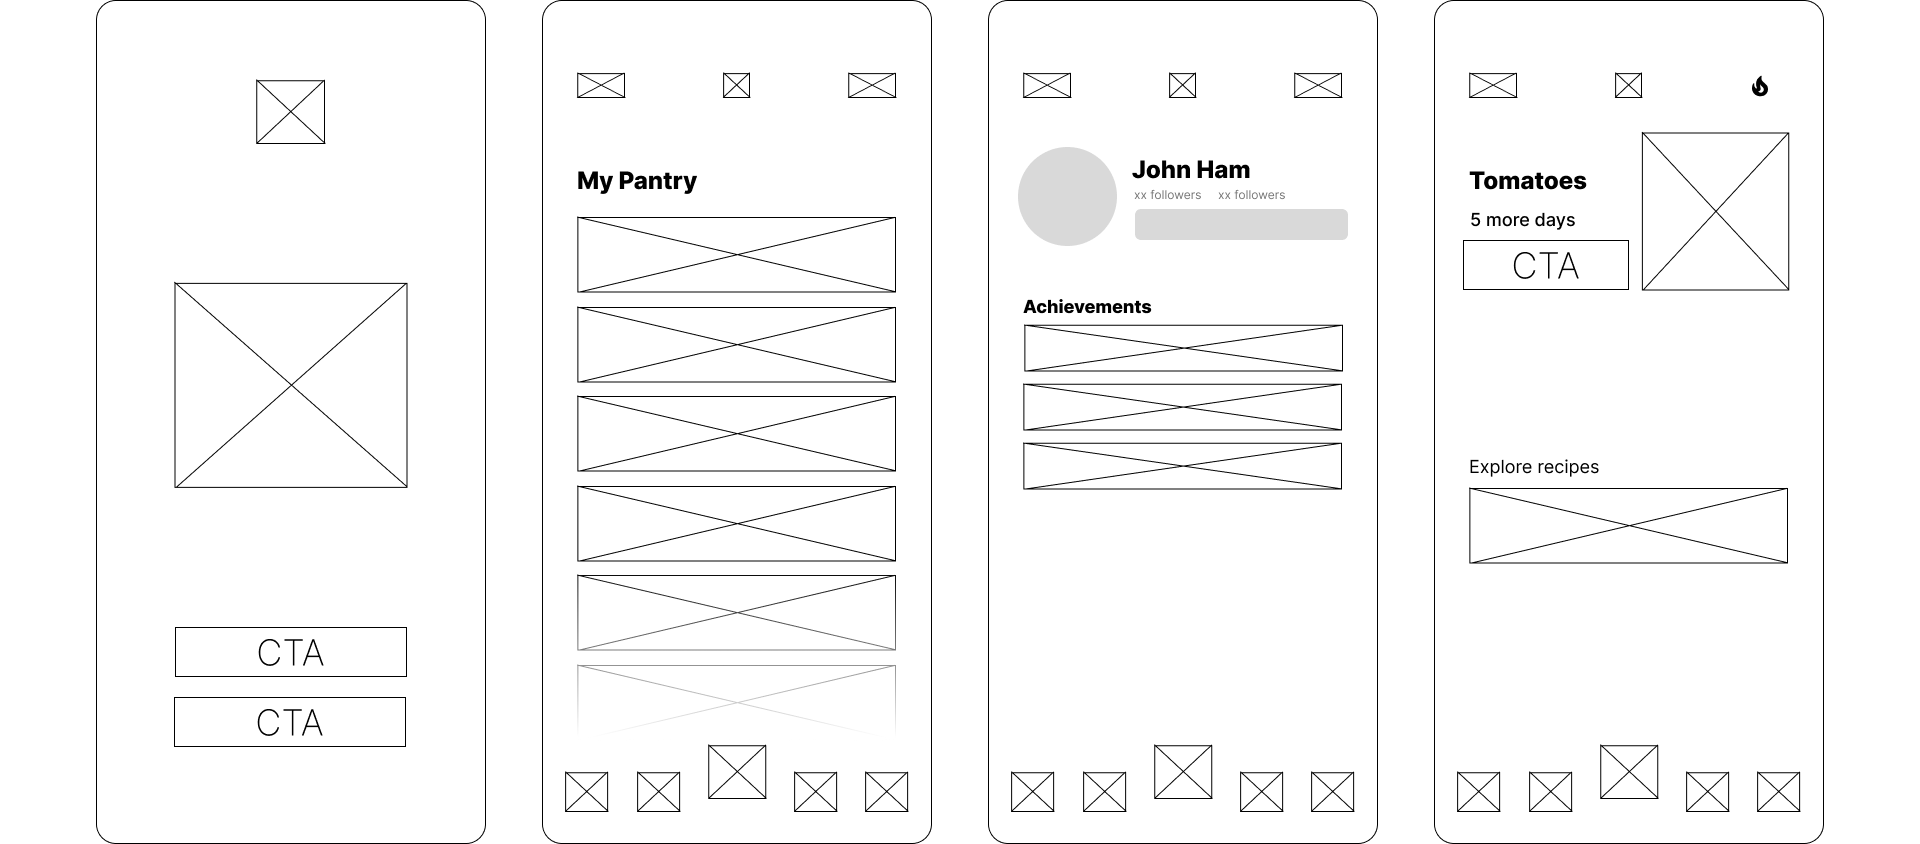 CTA
CTA
My Pantry
John Ham
xx followers xx followers
Achievements
Tomatoes
5 more days
CTA
Explore recipes